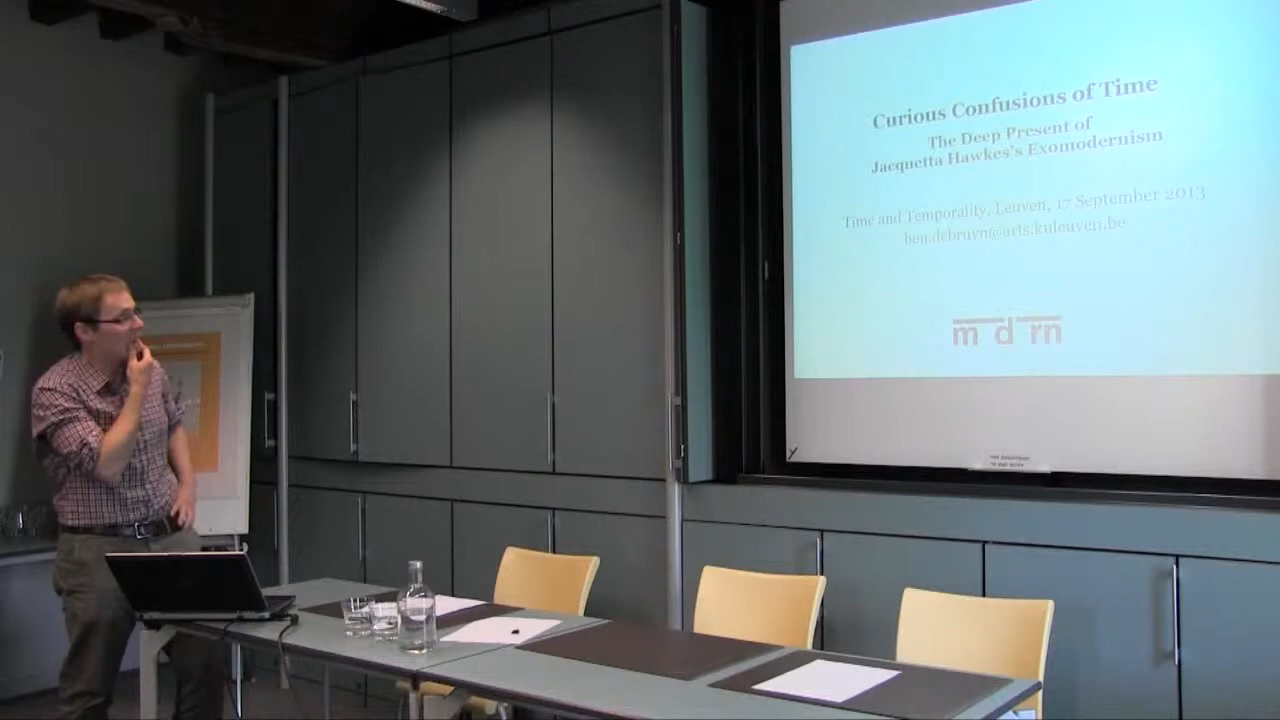 Curious Confusions of Time
The Deep Present of
Jacquetta Hawkes's Exomodernism
Time and Temporality, Leuven, 17 September 2013
ben.debruyn@arts.kuleuven.be
m d rn